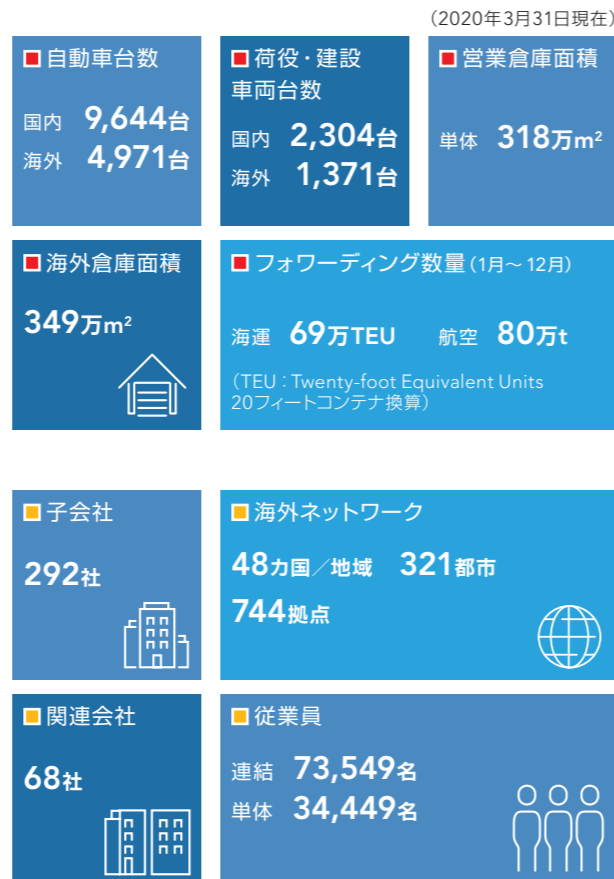 （2020年3月31日現在）
自動車台数
国内 9,644台
海外 4,971台
荷役・建設
車両台数
国内 2,304台
海外 1,371台
営業倉庫面積
単体 318万m²
海外倉庫面積
349万m²
フォワーディング数量（1月～12月）
海運 69万TEU 航空 80万t
（TEU：Twenty-foot Equivalent Units
20フィートコンテナ換算）
子会社
292社
海外ネットワーク
48カ国／地域 321都市
744拠点
関連会社
68社
従業員
連結 73,549名
単体 34,449名